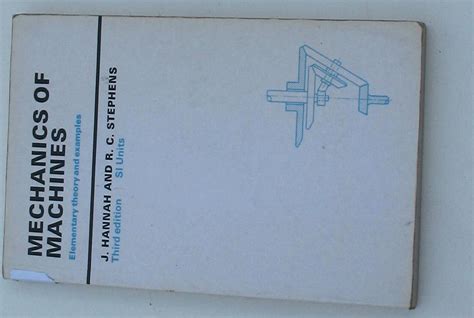 MECHANICS OF
MACHINES
Elementary theory and examples
J. HANNAH AND R. C. STEPHENS
Third edition SI Units